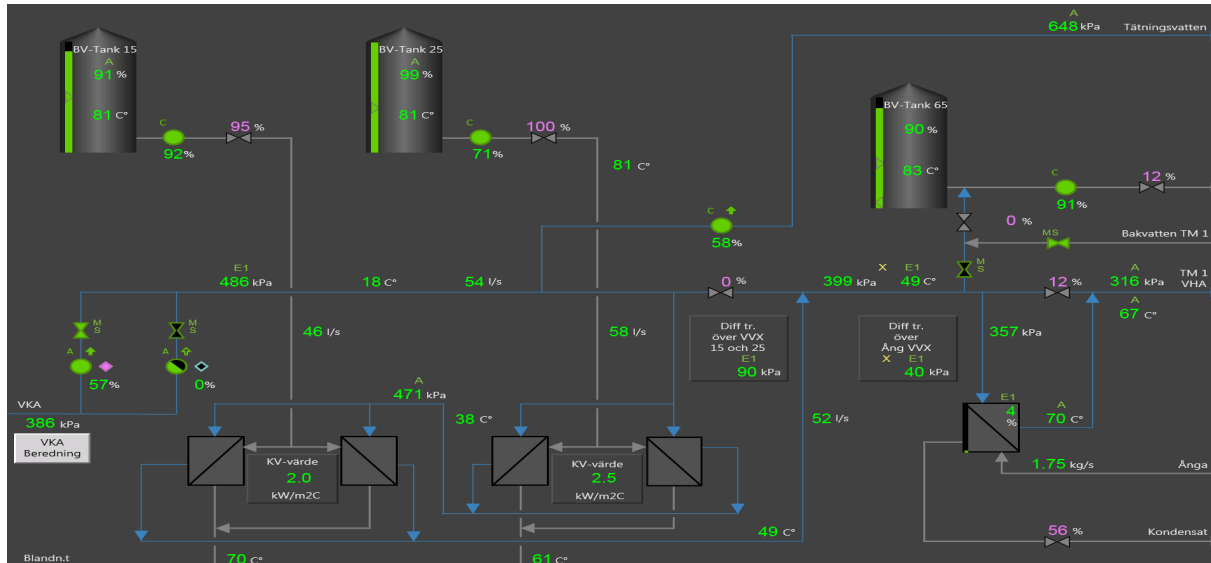 A
648 kPa Tätningsvatten
BV-Tank 15
A
91 %
81 C°
BV-Tank 25
A
99 %
81 C°
BV-Tank 65
90 %
83 C°
C
92%
95 %
C
71%
100 %
81 C°
C
91%
12 %
0 %
MS
Bakvatten TM 1
C
58%
E1
486 kPa
18 C°
54 l/s
0 %
399 kPa
X E1
49 C°
M
S
12 %
A
316 kPa
TM 1
VHA
A
67 C°
M
S
M
S
46 l/s
58 l/s
Diff tr.
över VVX
15 och 25
E1
90 kPa
Diff tr.
över
Ång VVX
X E1
40 kPa
357 kPa
A
57%
A
0%
VKA
386 kPa
VKA
Beredning
A
471 kPa
38 C°
52 l/s
E1
4
%
A
70 C°
KV-värde
2.0
kW/m2C
KV-värde
2.5
kW/m2C
1.75 kg/s
Ånga
49 C°
56 %
Kondensat
Blandn.t
70 C°
61 C°